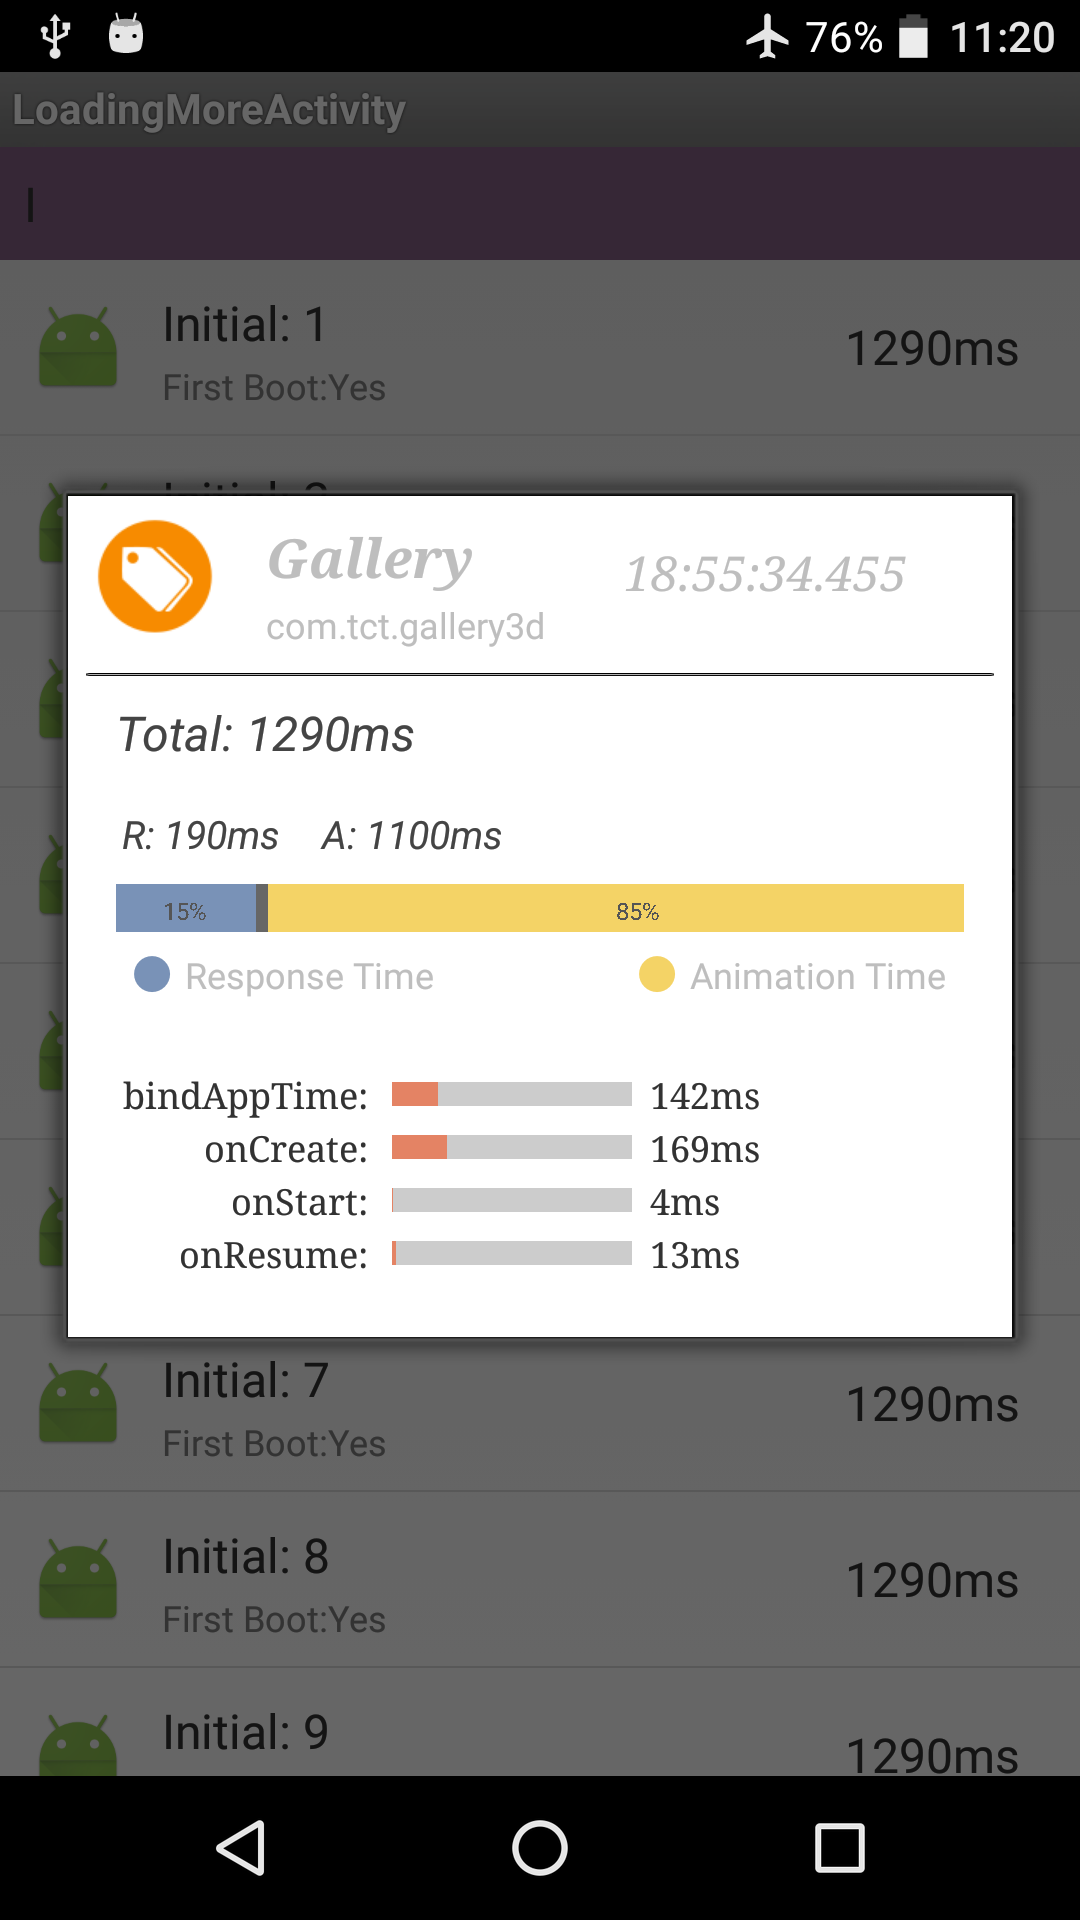 76% 11:20
LoadingMoreActivity
Initial: 1
1290ms
First Boot:Yes
Gallery
18:55:34.455
com.tct.gallery3d
Total: 1290ms
R: 190ms A: 1100ms
15% 85%
Response Time Animation Time
bindAppTime: 142ms
onCreate: 169ms
onStart: 4ms
onResume: 13ms
Initial: 7
1290ms
First Boot:Yes
Initial: 8
1290ms
First Boot:Yes
Initial: 9
1290ms